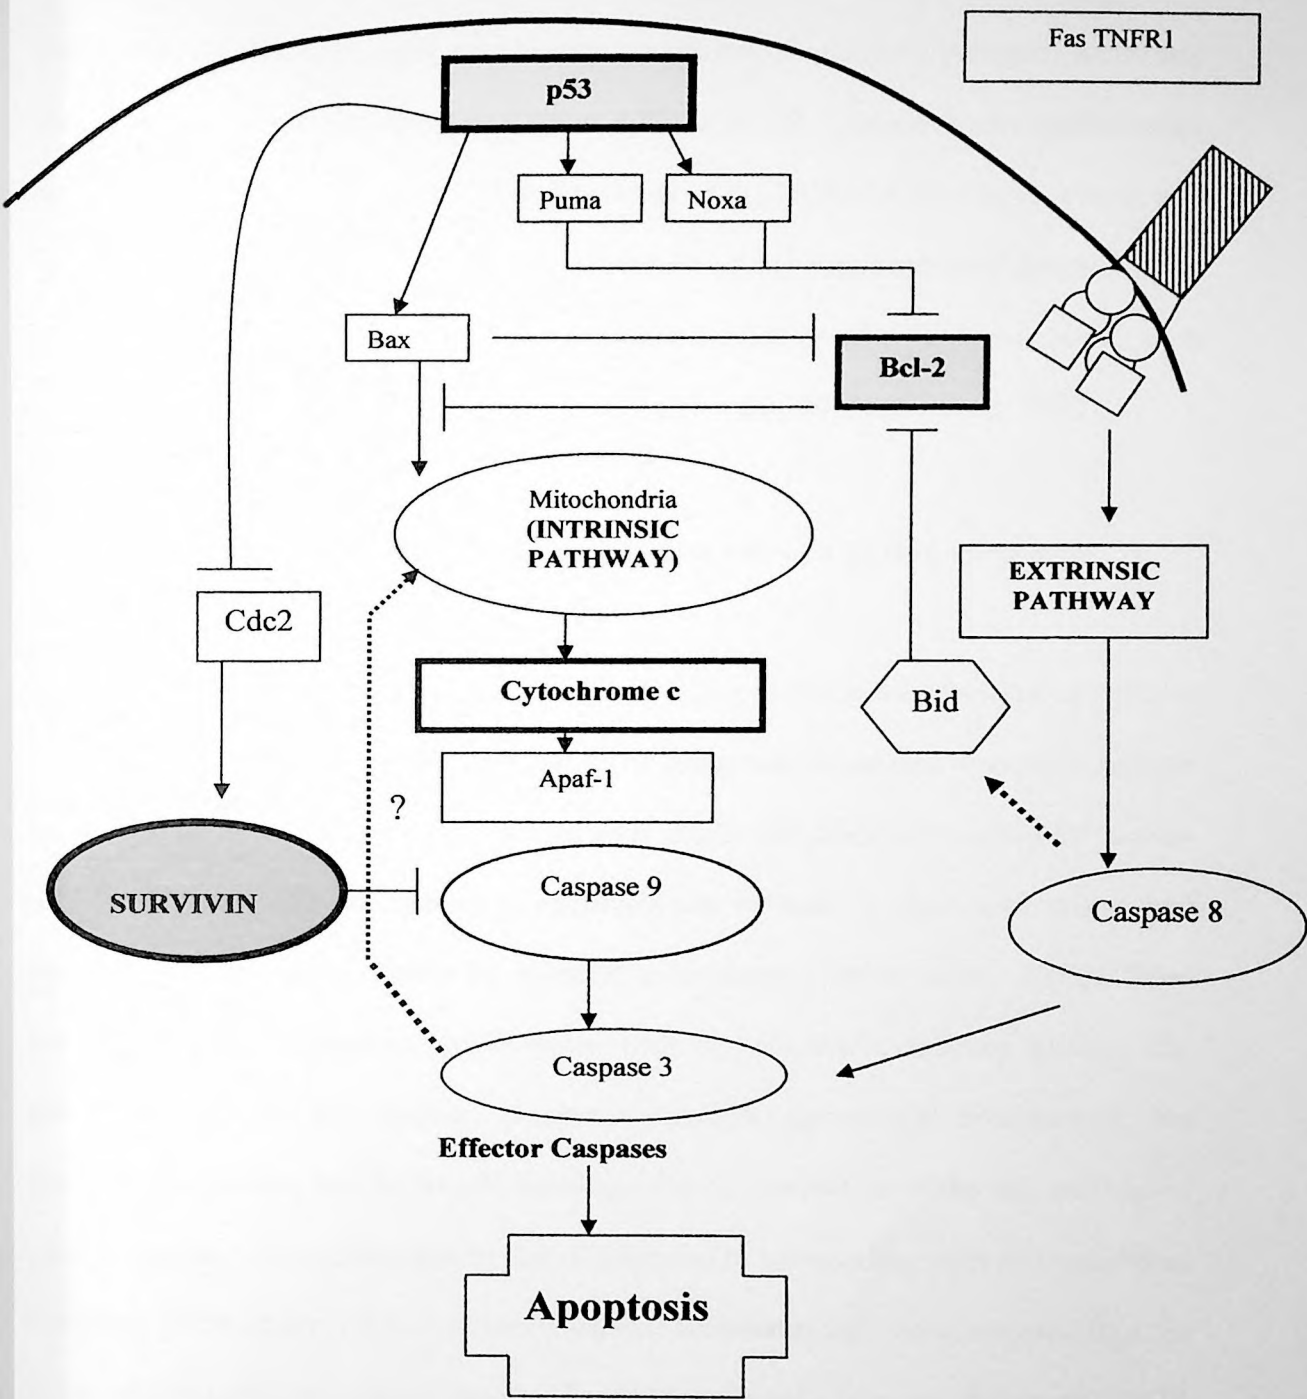 Fas TNFR1
p53
Puma
Noxa
Bax
Bcl-2
Mitochondria
(INTRINSIC
PATHWAY)
EXTRINSIC
PATHWAY
Cdc2
Cytochrome c
Bid
Apaf-1
?
SURVIVIN
Caspase 9
Caspase 8
Caspase 3
Effector Caspases
Apoptosis